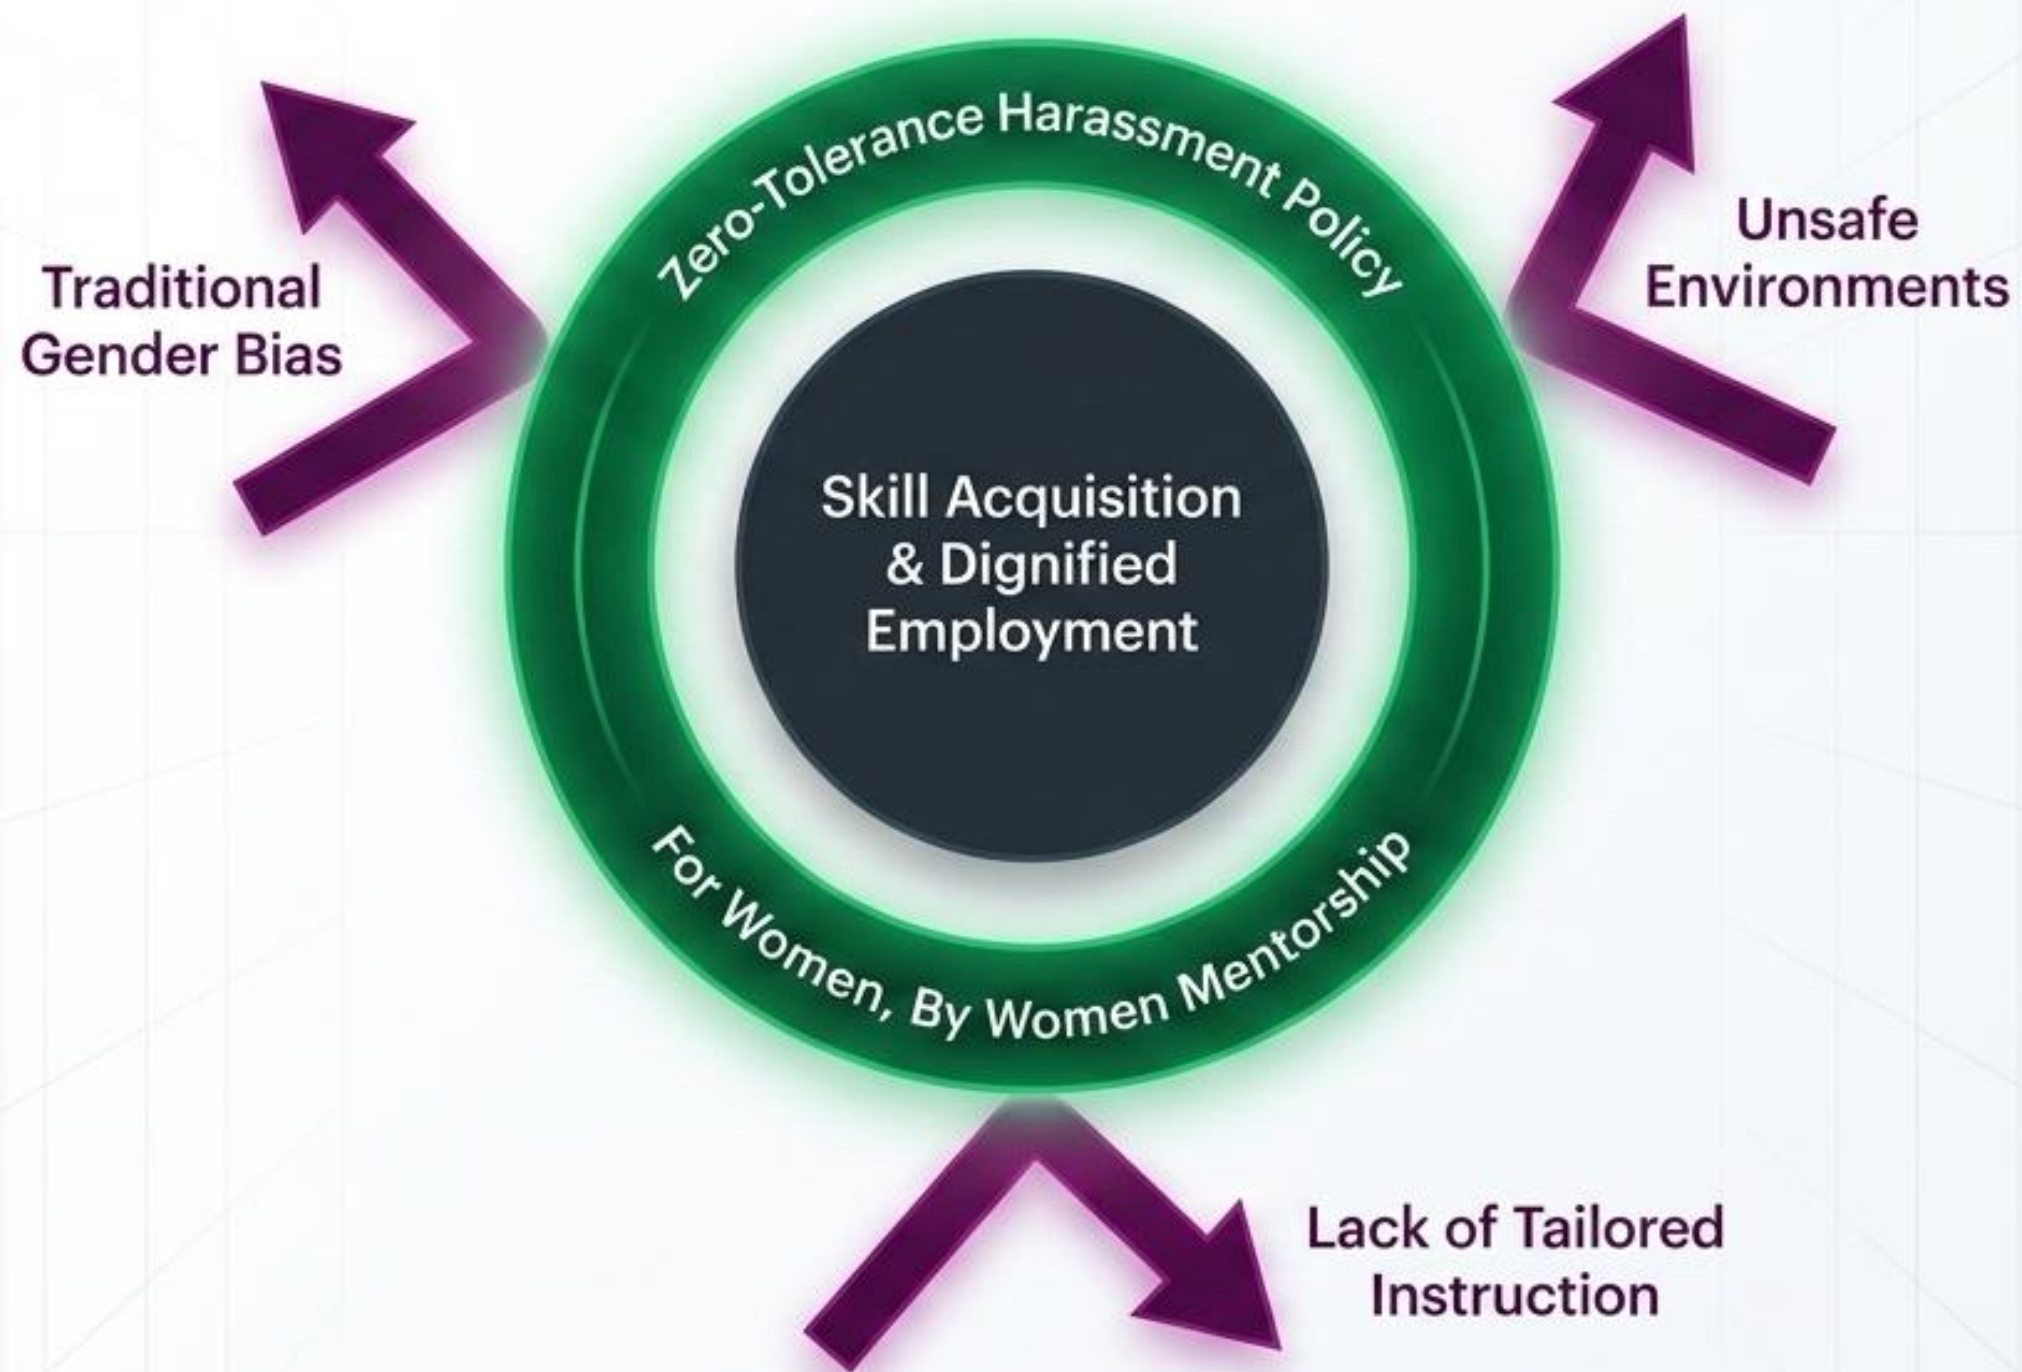 Zero-Tolerance Harassment Policy
Traditional
Gender Bias
Unsafe
Environments
Skill Acquisition
& Dignified
Employment
For Women, By Women Mentorship
Lack of Tailored
Instruction